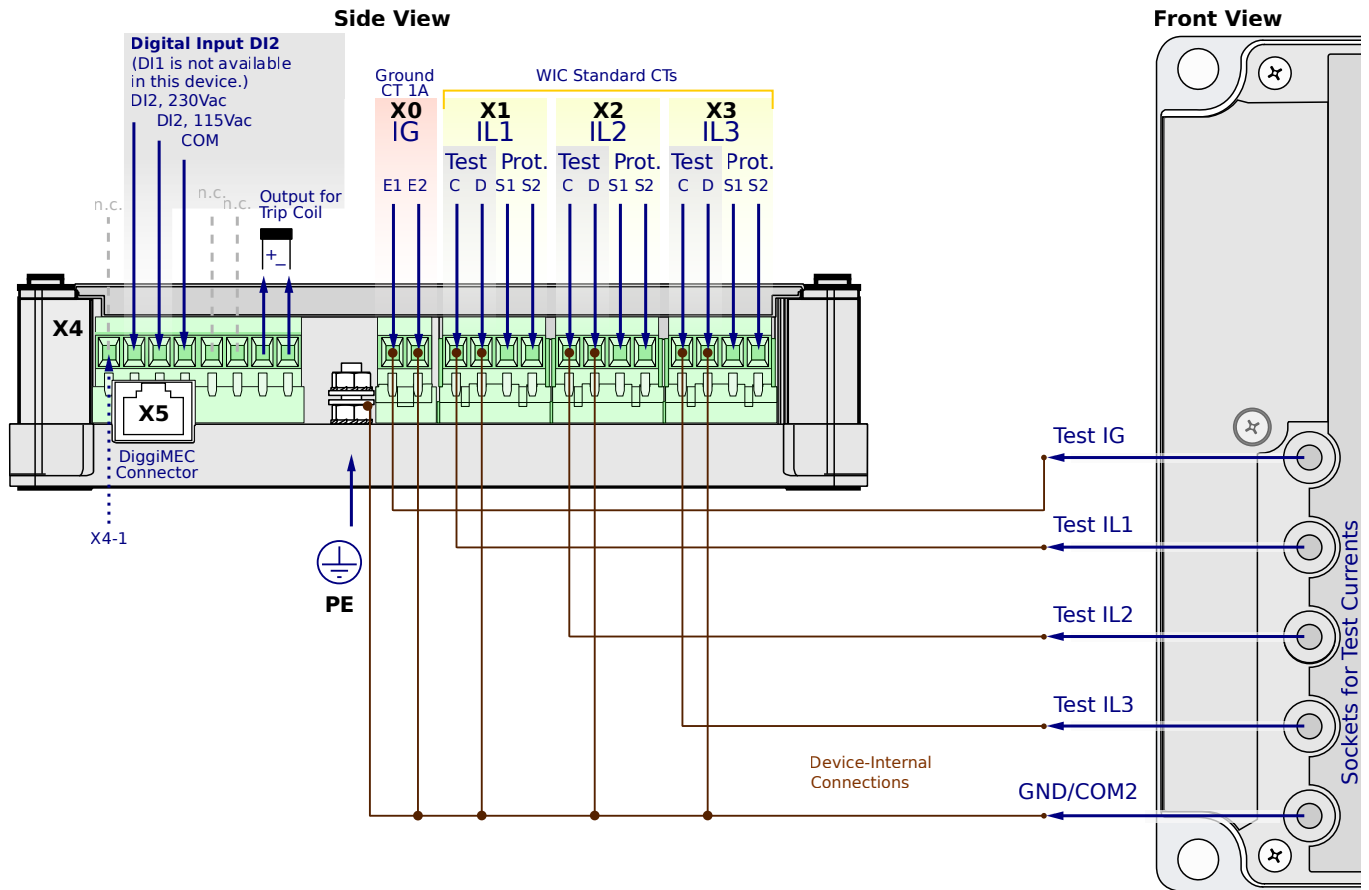 Side View
Front View
Digital Input DI2
(DI1 is not available
in this device.)
DI2, 230Vac
DI2, 115Vac
COM
n.c.
n.c.
n.c.
Output for
Trip Coil
+
−
Ground
CT 1A
WIC Standard CTs
X0
IG
E1 E2
X1
IL1
Test Prot.
C D S1 S2
X2
IL2
Test Prot.
C D S1 S2
X3
IL3
Test Prot.
C D S1 S2
X4
X5
DiggiMEC
Connector
X4-1
PE
Test IG
Test IL1
Test IL2
Test IL3
GND/COM2
Device-Internal
Connections
Sockets for Test Currents